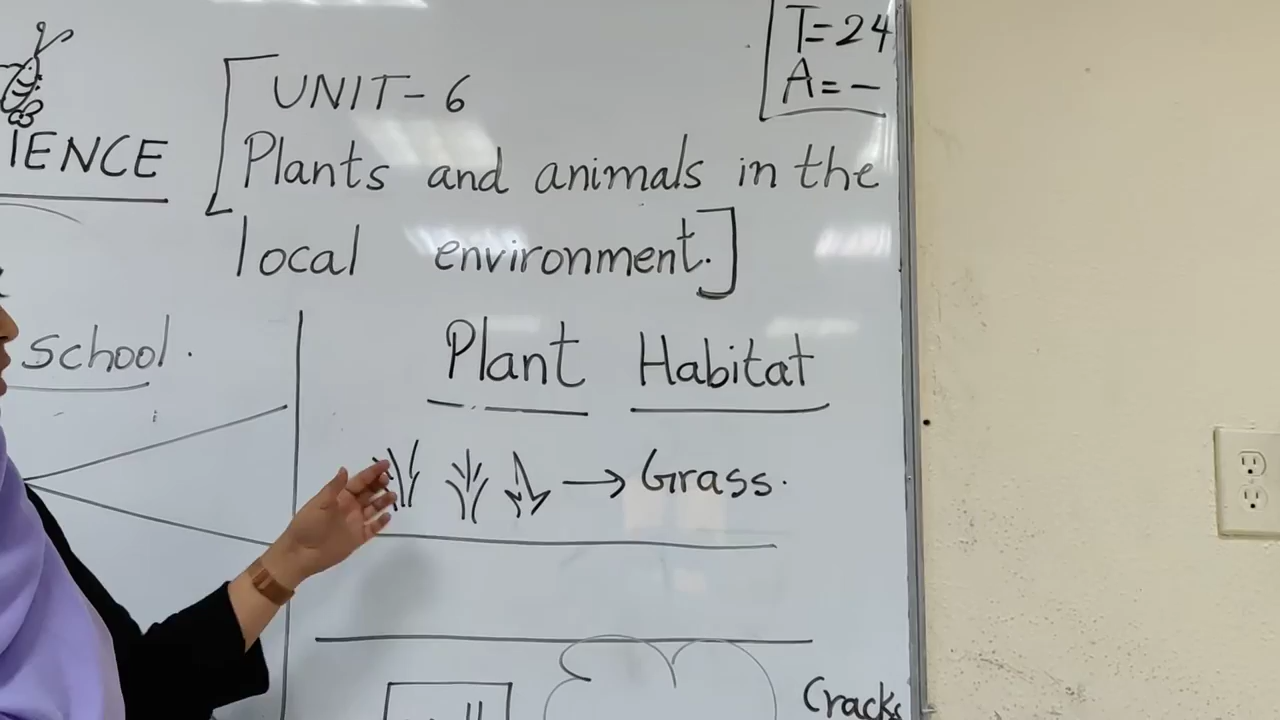 T=24
A=-
UNIT-6
IENCE
Plants and animals in the
local environment.
School.
Plant Habitat
→ Grass.
Cracks